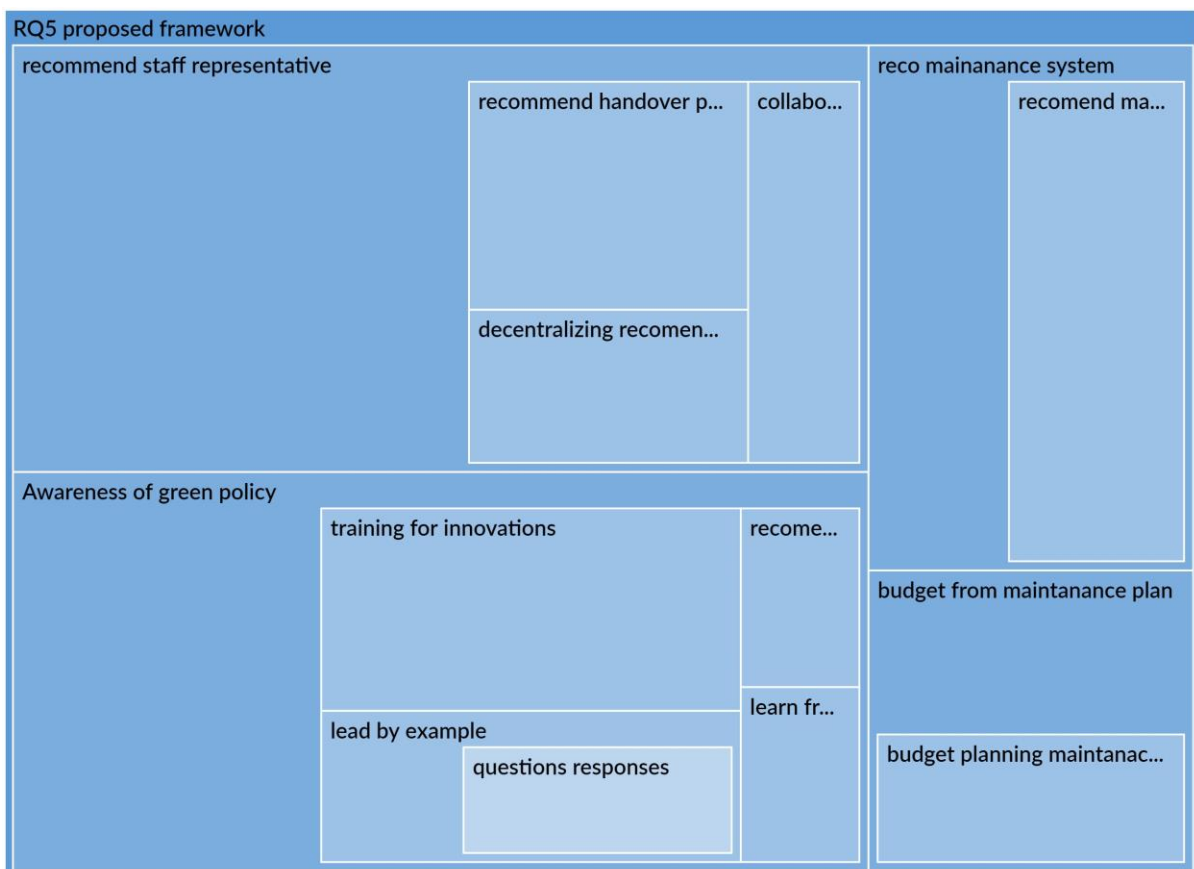 RQ5 proposed framework
recommend staff representative
recommend handover p...
collabo...
decentralizing recomen...
reco mainanance system
recomend ma...
Awareness of green policy
training for innovations
recome...
lead by example
questions responses
learn fr...
budget from maintanance plan
budget planning maintanac...